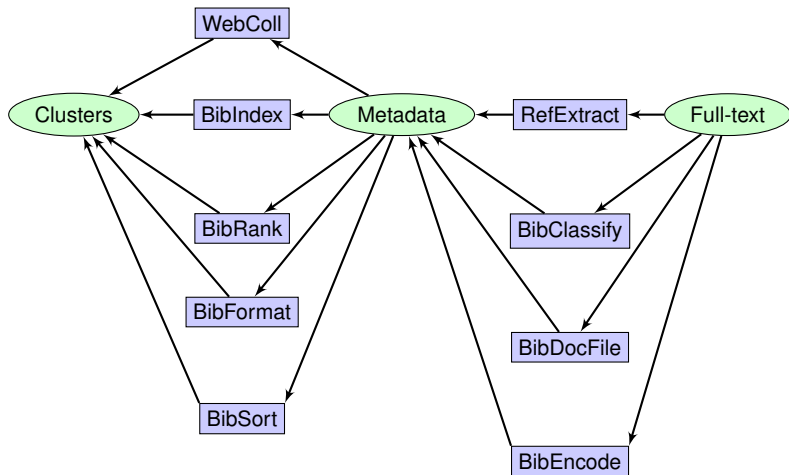 WebColl
Clusters
BibIndex
Metadata
RefExtract
Full-text
BibRank
BibClassify
BibFormat
BibDocFile
BibSort
BibEncode